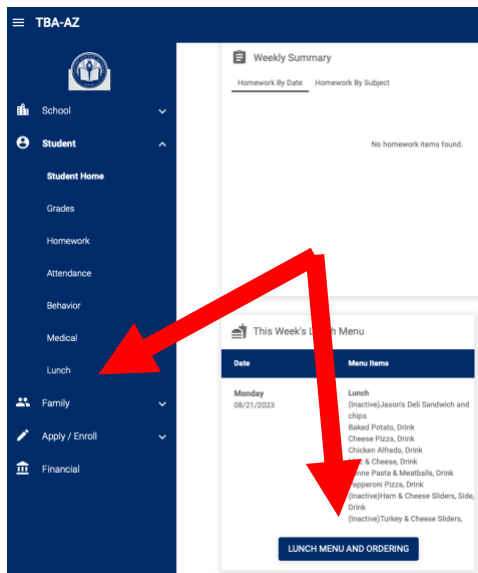 TBA-AZ
School
Student
Student Home
Grades
Homework
Attendance
Behavior
Medical
Lunch
Family
Apply / Enroll
Financial
Weekly Summary
Homework By Date Homework By Subject
No homework items found.
This Week's Menu
Date Menu Items
Monday Lunch
08/21/2023 (Inactive)Jason's Deli Sandwich and
chips
Baked Potato, Drink
Cheese Pizza, Drink
Chicken Alfredo, Drink
& Cheese, Drink
Pasta & Meatballs, Drink
Pepperoni Pizza, Drink
(Inactive)Ham & Cheese Sliders, Side,
Drink
(Inactive)Turkey & Cheese Sliders,
LUNCH MENU AND ORDERING